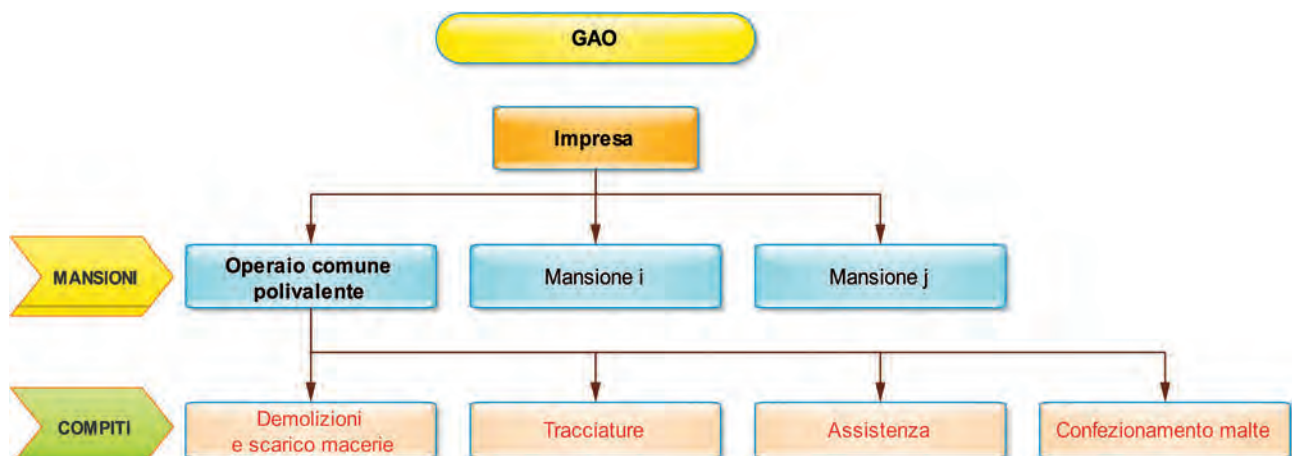 GAO
Impresa
MANSIONI
Operaio comune
polivalente
Mansione i
Mansione j
COMPITI
Demolizioni
e scarico macerie
Tracciature
Assistenza
Confezionamento malte